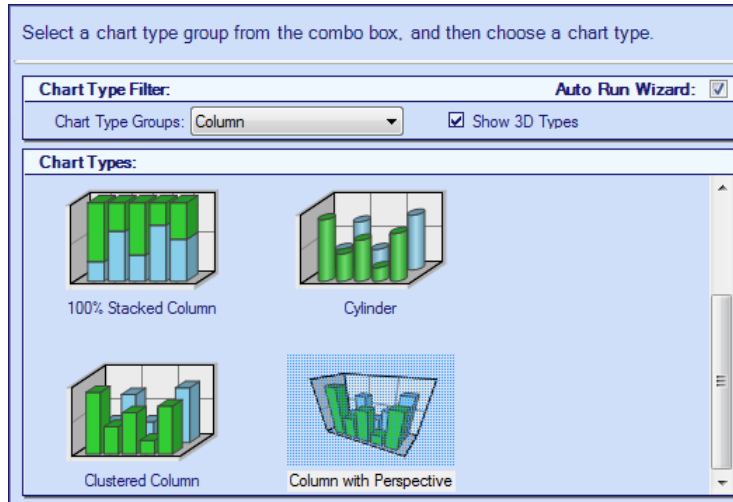 Select a chart type group from the combo box, and then choose a chart type.
Chart Type Filter: Auto Run Wizard:
Chart Type Groups: Column Show 3D Types
Chart Types:
100% Stacked Column Cylinder
Clustered Column Column with Perspective